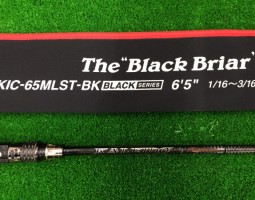 The "Black Briar"
KIC-65MLST-BK BLACK SERIES 6'5" 1/16~3/16